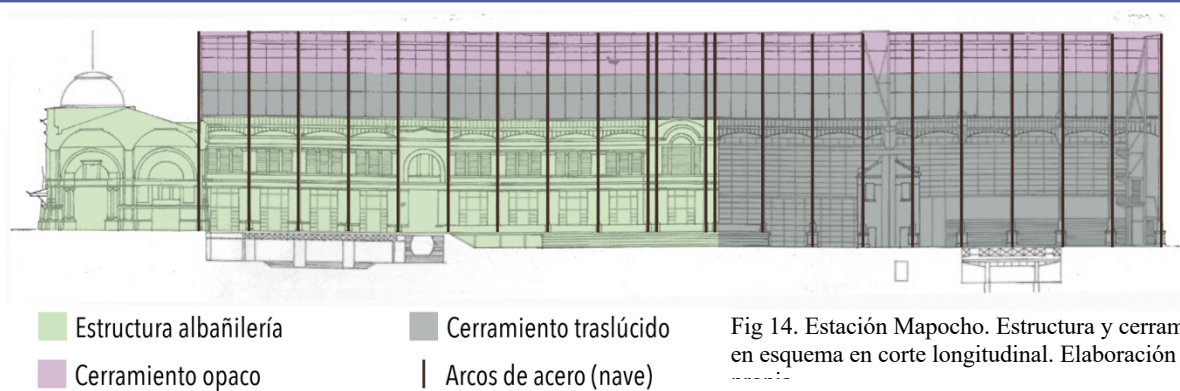 Estructura albañilería
Cerramiento opaco
Cerramiento traslúcido
Arcos de acero (nave)
Fig 14. Estación Mapocho. Estructura y cerram
en esquema en corte longitudinal. Elaboración